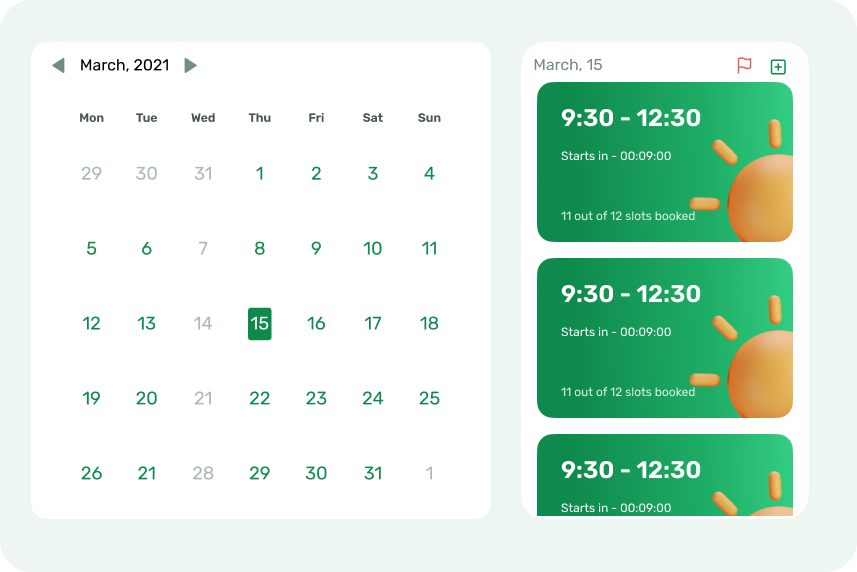 March, 2021
Mon Tue Wed Thu Fri Sat Sun
29 30 31 1 2 3 4
5 6 7 8 9 10 11
12 13 14 15 16 17 18
19 20 21 22 23 24 25
26 21 28 29 30 31 1
March, 15
9:30 - 12:30
Starts in - 00:09:00
11 out of 12 slots booked
9:30 - 12:30
Starts in - 00:09:00
11 out of 12 slots booked
9:30 - 12:30
Starts in - 00:09:00